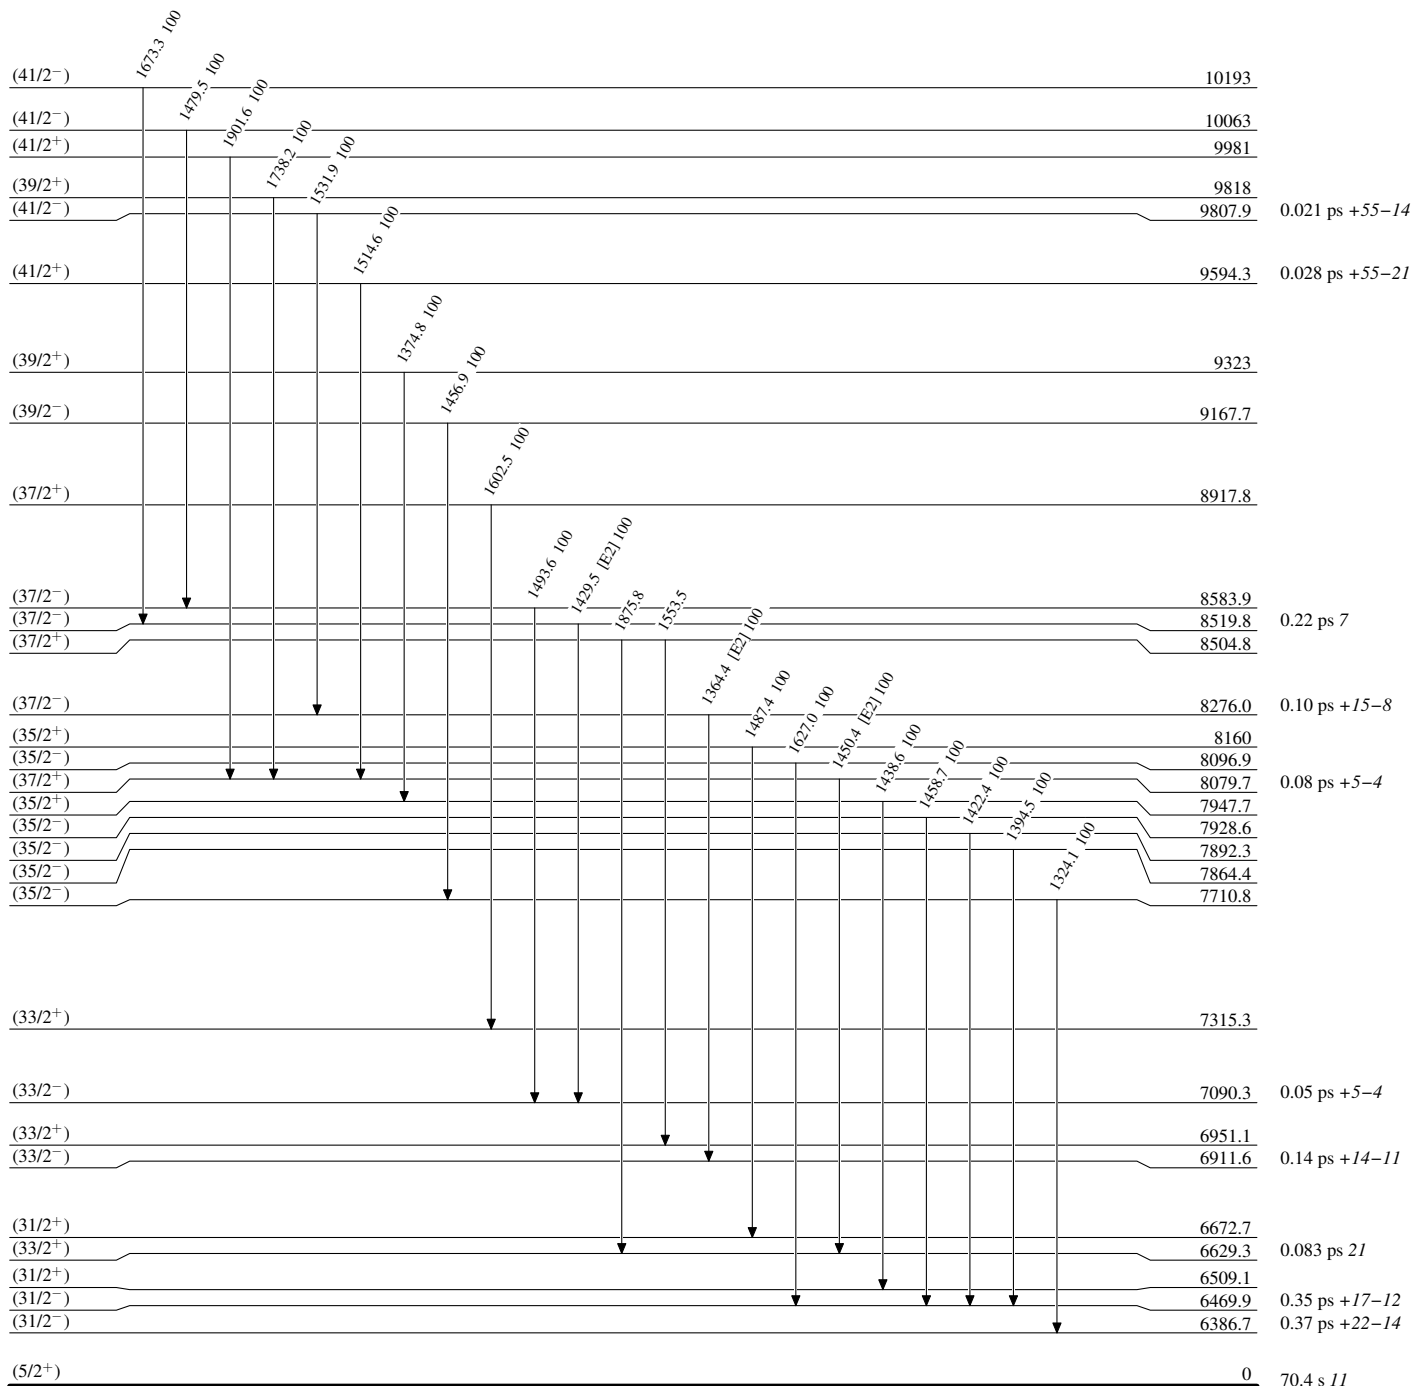 1673.3 100
1479.5 100
1901.6 100
1738.2 100
1531.9 100
1514.6 100
1374.8 100
1456.9 100
1602.5 100
1493.6 100
1429.5 [E2] 100
1875.8
1553.5
1364.4 [E2] 100
1487.4 100
1627.0 100
1450.4 [E2] 100
1438.6 100
1458.7 100
1422.4 100
1394.5 100
1324.1 100
(41/2−) 10193
(41/2−) 10063
(41/2+) 9981
(39/2+) 9818
(41/2−) 9807.9 0.021 ps +55−14
(41/2+) 9594.3 0.028 ps +55−21
(39/2+) 9323
(39/2−) 9167.7
(37/2+) 8917.8
(37/2−) 8583.9
(37/2−) 8519.8 0.22 ps 7
(37/2+) 8504.8
(37/2−) 8276.0 0.10 ps +15−8
(35/2+) 8160
(35/2−) 8096.9
(37/2+) 8079.7 0.08 ps +5−4
(35/2+) 7947.7
(35/2−) 7928.6
(35/2−) 7892.3
(35/2−) 7864.4
(35/2−) 7710.8
(33/2+) 7315.3
(33/2−) 7090.3 0.05 ps +5−4
(33/2+) 6951.1
(33/2−) 6911.6 0.14 ps +14−11
(31/2+) 6672.7
(33/2+) 6629.3 0.083 ps 21
(31/2+) 6509.1
(31/2−) 6469.9 0.35 ps +17−12
(31/2−) 6386.7 0.37 ps +22−14
(5/2+) 0 70.4 s 11